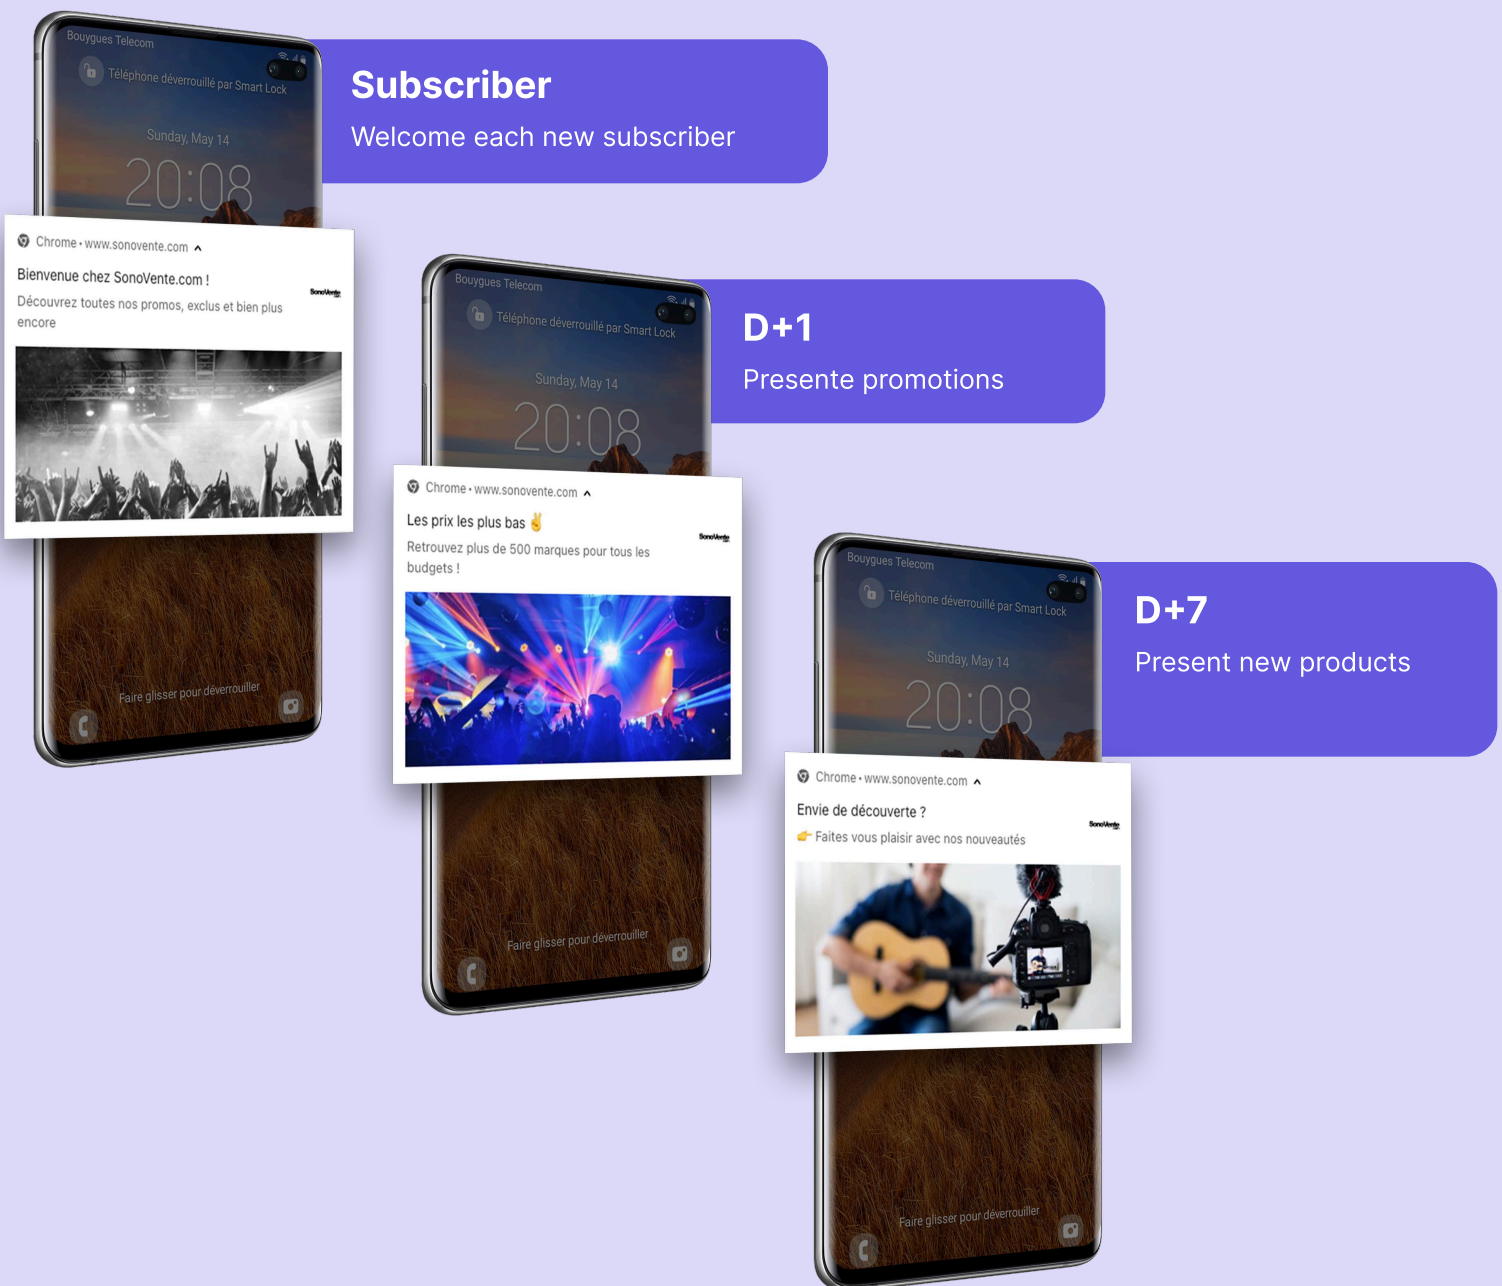 Bouygues Telecom
Téléphone déverrouillé par Smart Lock
Sunday, May 14
20:08
Subscriber
Welcome each new subscriber
Chrome • www.sonovente.com
Bienvenue chez SonoVente.com !
Découvrez toutes nos promos, exclus et bien plus
encore
SonoVente
Faire glisser pour déverrouiller
Bouygues Telecom
Téléphone déverrouillé par Smart Lock
Sunday, May 14
20:08
D+1
Presente promotions
Chrome • www.sonovente.com
Les prix les plus bas ✌
Retrouvez plus de 500 marques pour tous les
budgets !
SonoVente
Faire glisser pour déverrouiller
Bouygues Telecom
Téléphone déverrouillé par Smart Lock
Sunday, May 14
20:08
D+7
Present new products
Chrome • www.sonovente.com
Envie de découverte ?
👉 Faites vous plaisir avec nos nouveautés
SonoVente
Faire glisser pour déverrouiller